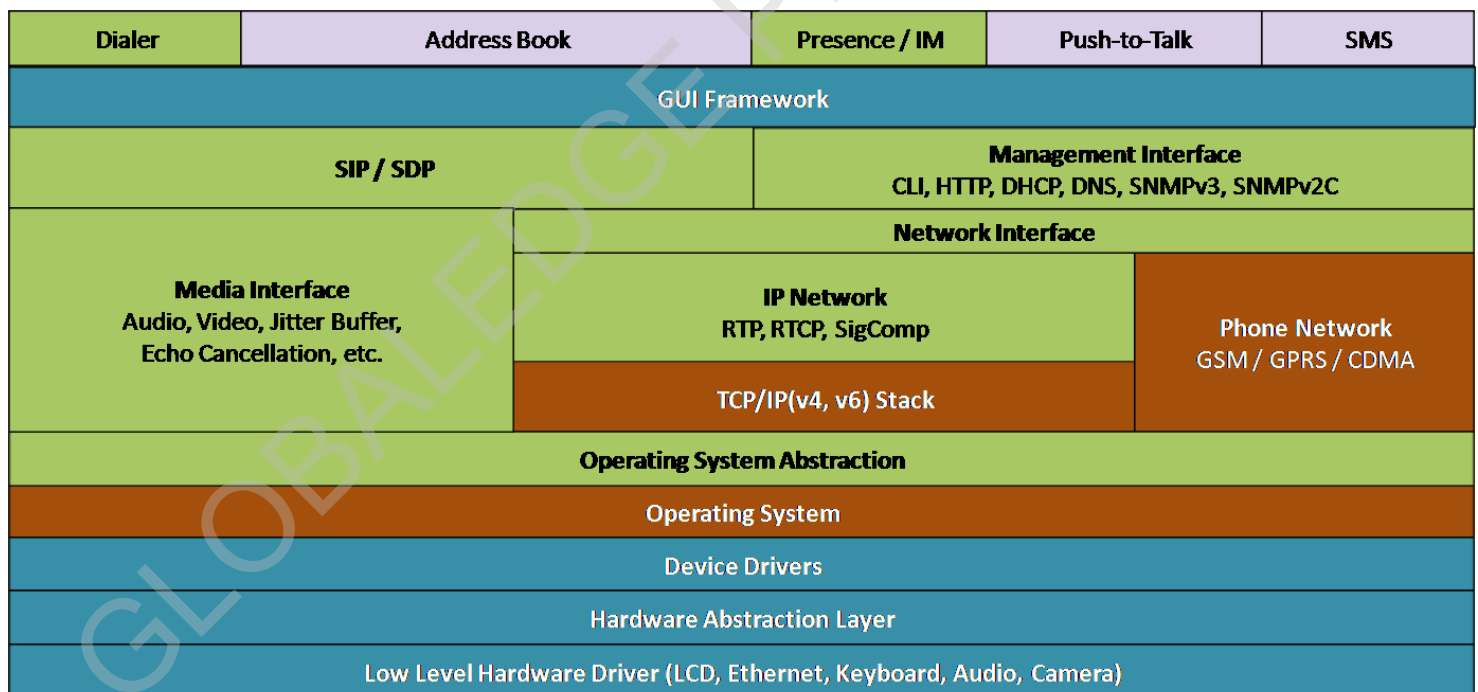 Dialer
Address Book
Presence / IM
Push-to-Talk
SMS
GUI Framework
SIP / SDP
Management Interface
CLI, HTTP, DHCP, DNS, SNMPv3, SNMPv2C
Network Interface
Media Interface
Audio, Video, Jitter Buffer,
Echo Cancellation, etc.
IP Network
RTP, RTCP, SigComp
Phone Network
GSM / GPRS / CDMA
TCP/IP(v4, v6) Stack
Operating System Abstraction
Operating System
Device Drivers
Hardware Abstraction Layer
Low Level Hardware Driver (LCD, Ethernet, Keyboard, Audio, Camera)
GLOBALEDGE